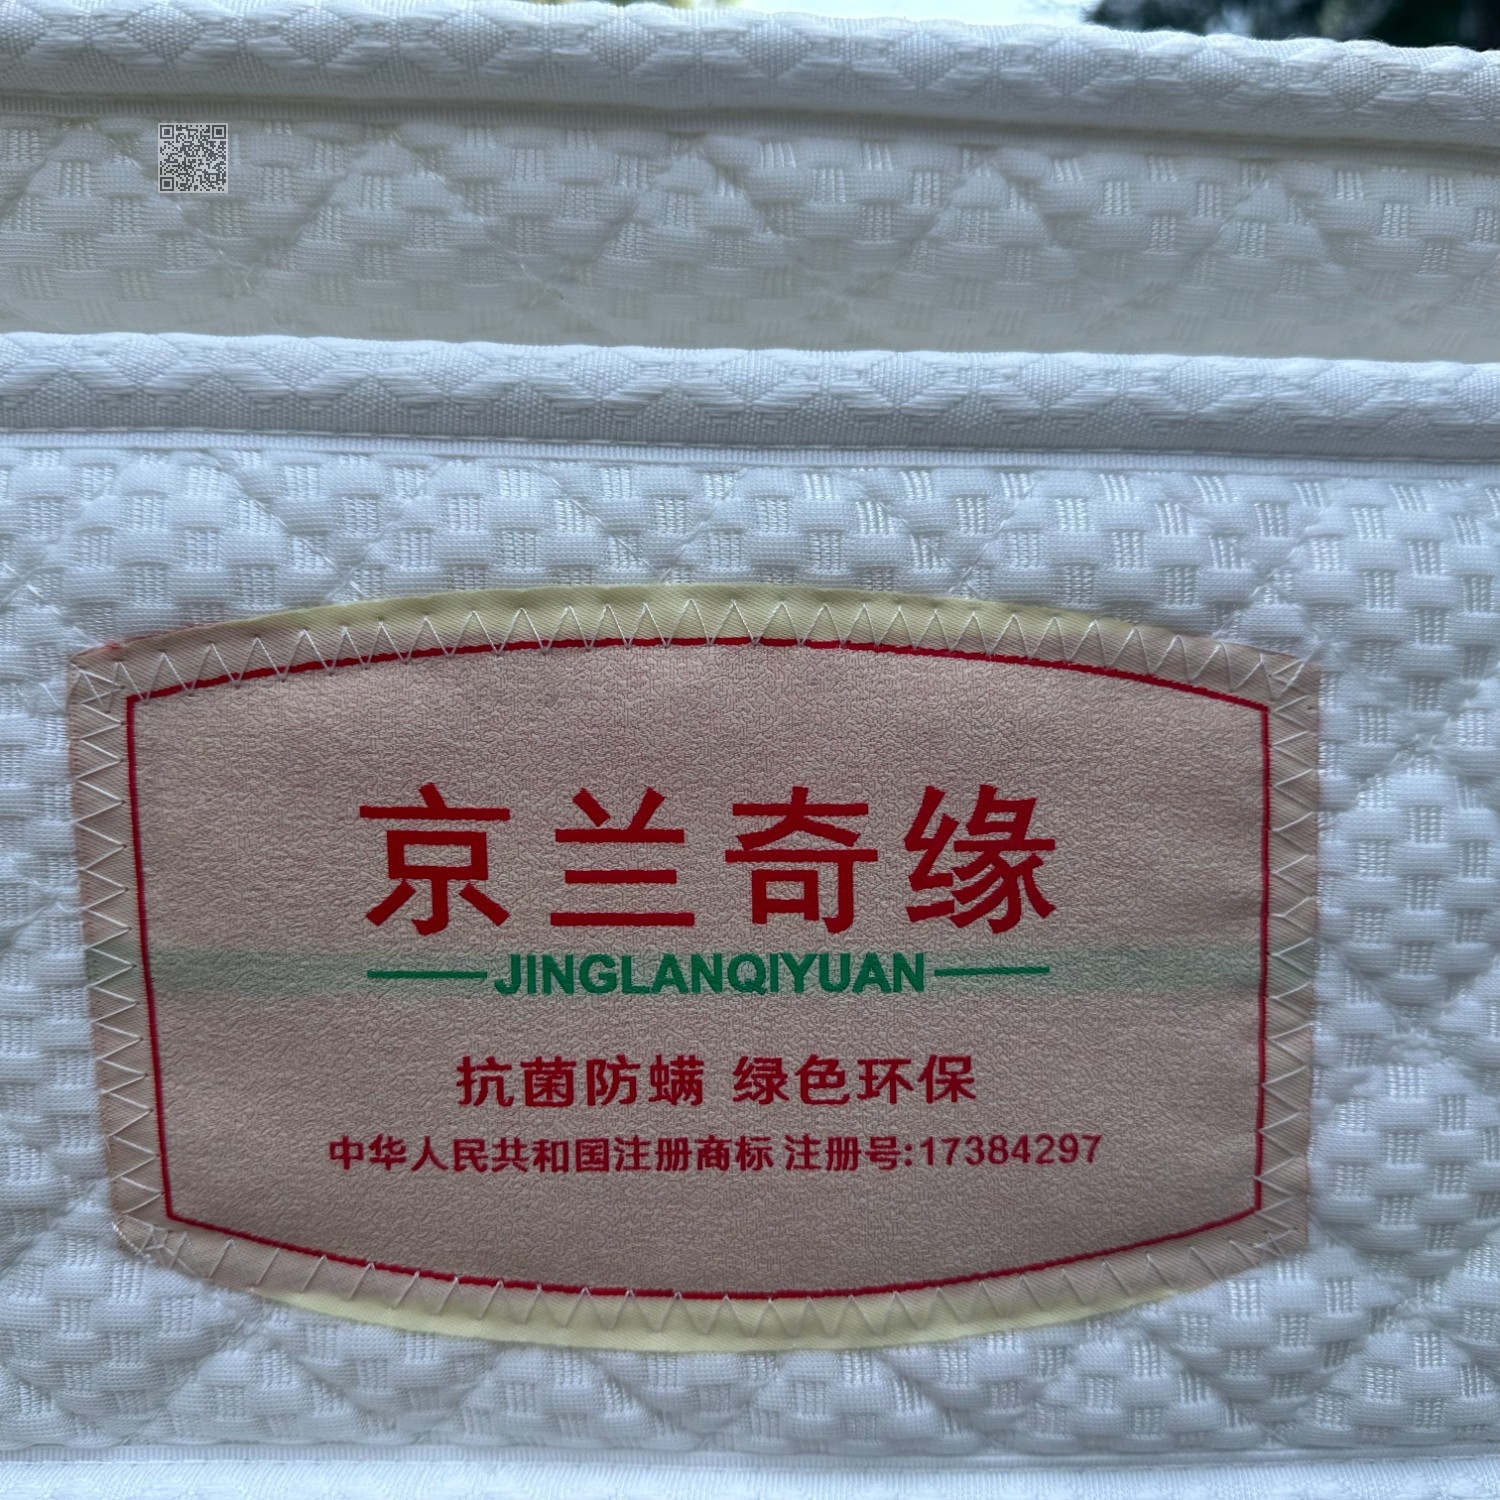 京兰奇缘
JINGLANQIYUAN
抗菌防螨 绿色环保
中华人民共和国注册商标 注册号:17384297